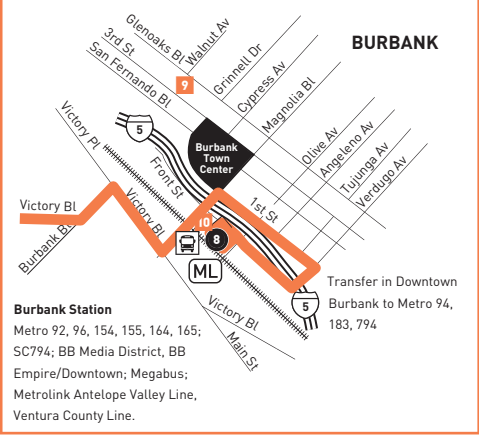 BURBANK
Glenoaks Bl
Walnut Av
3rd St
San Fernando Bl
Grinnell Dr
Cypress Av
Magnolia Bl
9
Victory Pl
5
Front St
Burbank
Town
Center
Olive Av
Angeleno Av
Tujunga Av
Verdugo Av
1st St
Victory Bl
Burbank B
Victory Bl
10
8
ML
Transfer in Downtown
Burbank to Metro 94,
183, 794
5
Victory Bl
Main St
Burbank Station
Metro 92, 96, 154, 155, 164, 165;
SC794; BB Media District, BB
Empire/Downtown; Megabus;
Metrolink Antelope Valley Line,
Ventura County Line.